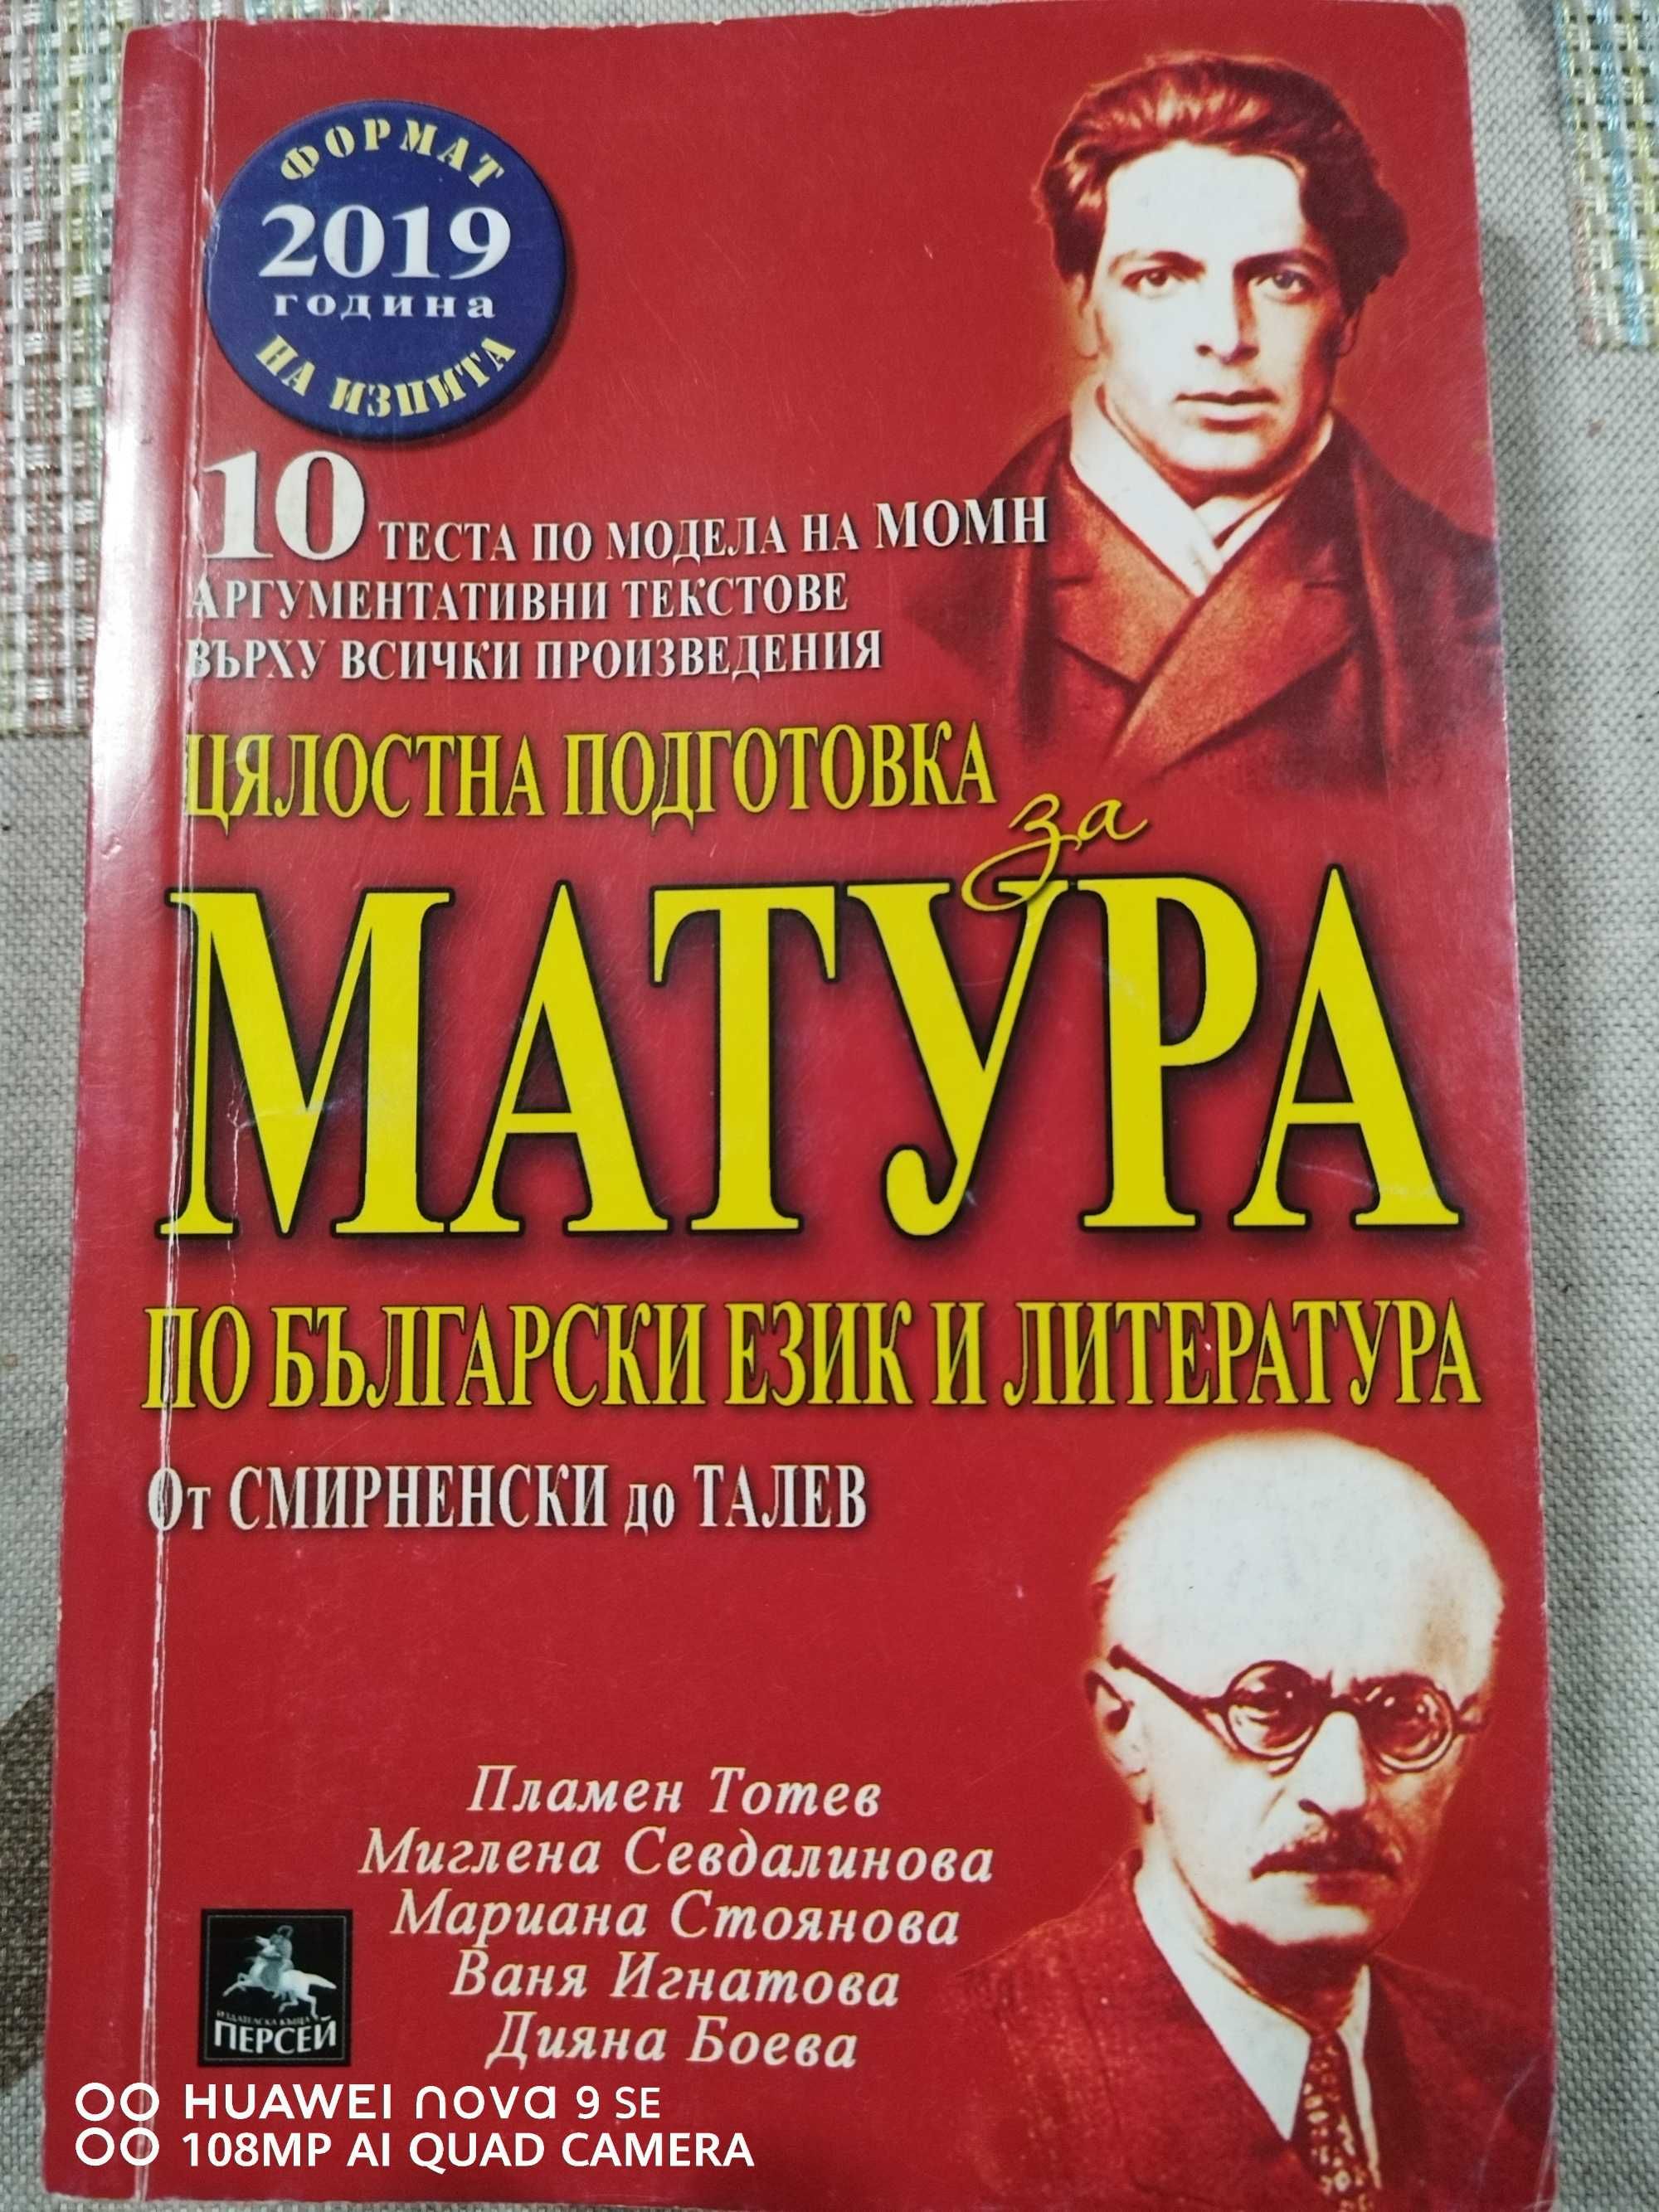 ФОРМАТ
2019
година
НА ИЗПИТА
10 ТЕСТА ПО МОДЕЛА НА МОМН
АРГУМЕНТАТИВНИ ТЕКСТОВЕ
ВЪРХУ ВСИЧКИ ПРОИЗВЕДЕНИЯ
ЦЯЛОСТНА ПОДГОТОВКА
за
МАТУРА
ПО БЪЛГАРСКИ ЕЗИК И ЛИТЕРАТУРА
От СМИРНЕНСКИ до ТАЛЕВ
Пламен Тотев
Миглена Севдалинова
Мариана Стоянова
Ваня Игнатова
Дияна Боева
ИЗДАТЕЛСКА КЪЩА
ПЕРСЕЙ
HUAWEI nova 9 SE
108MP AI QUAD CAMERA